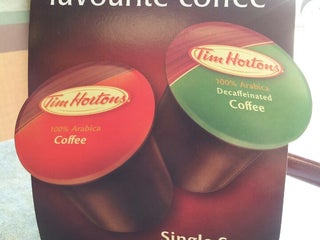 favourite coffee
Tim Hortons
100% Arabica
Coffee
Tim Hortons
100% Arabica
Decaffeinated
Coffee
Single